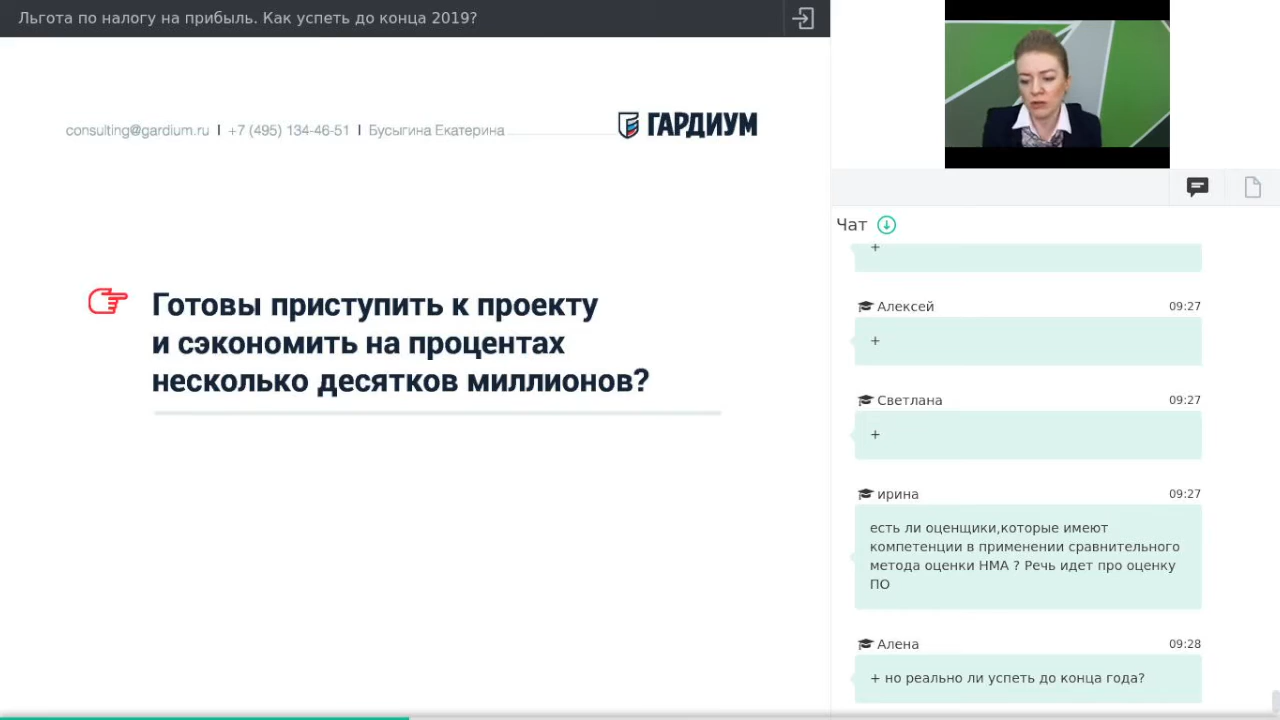 Льгота по налогу на прибыль. Как успеть до конца 2019?
consulting@gardium.ru I +7 (495) 134-46-51 I Бусыгина Екатерина
ГАРДИУМ
Готовы приступить к проекту
и сэкономить на процентах
несколько десятков миллионов?
Чат
+
Алексей 09:27
+
Светлана 09:27
+
ирина 09:27
есть ли оценщики,которые имеют
компетенции в применении сравнительного
метода оценки НМА ? Речь идет про оценку
ПО
Алена 09:28
+ но реально ли успеть до конца года?